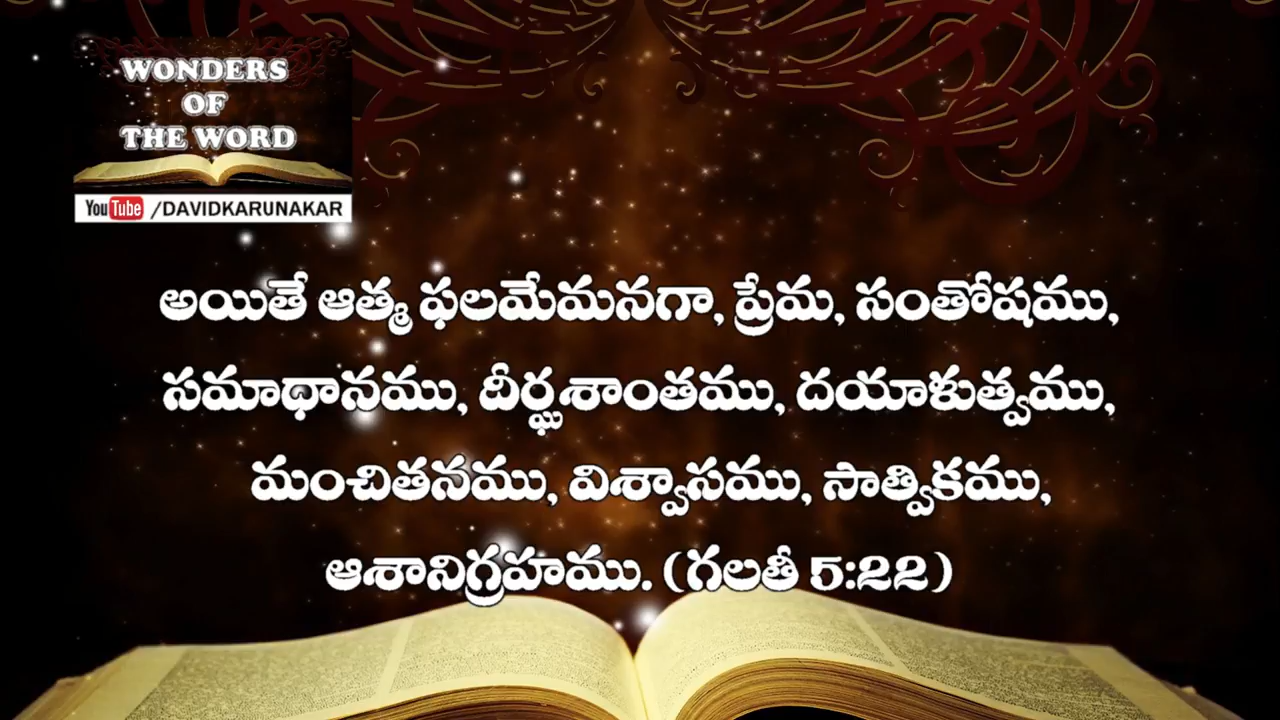 WONDERS
OF
THE WORD
YouTube /DAVIDKARUNAKAR
అయితే ఆత్మ ఫలమేమనగా, ప్రేమ, సంతోషము,
సమాధానము, దీర్ఘశాంతము, దయాళుత్వము,
మంచితనము, విశ్వాసము, సాత్వికము,
ఆశానిగ్రహము. (గలతీ 5:22)